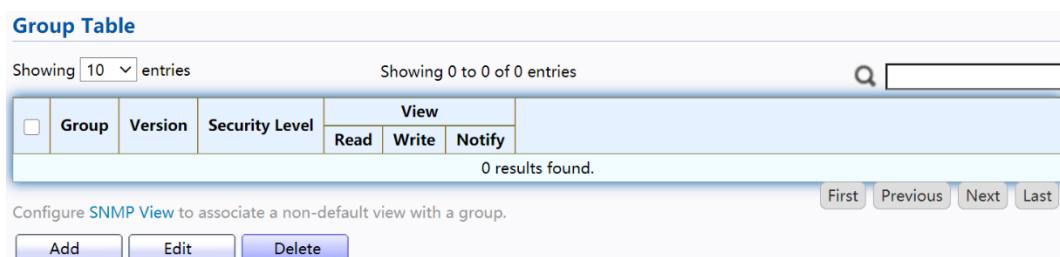 Group Table
Showing 10 entries Showing 0 to 0 of 0 entries
Group Version Security Level View
Read Write Notify
0 results found.
First Previous Next Last
Configure SNMP View to associate a non-default view with a group.
Add Edit Delete